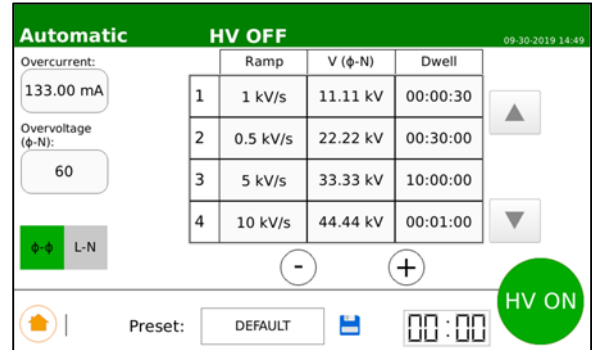 Automatic HV OFF 09-30-2019 14:49
Overcurrent:
133.00 mA
Overvoltage
(ϕ-N):
60
ϕ-ϕ L-N
Ramp V (ϕ-N) Dwell
1 1 kV/s 11.11 kV 00:00:30
2 0.5 kV/s 22.22 kV 00:30:00
3 5 kV/s 33.33 kV 10:00:00
4 10 kV/s 44.44 kV 00:01:00
- +
HV ON
Preset: DEFAULT 00:00